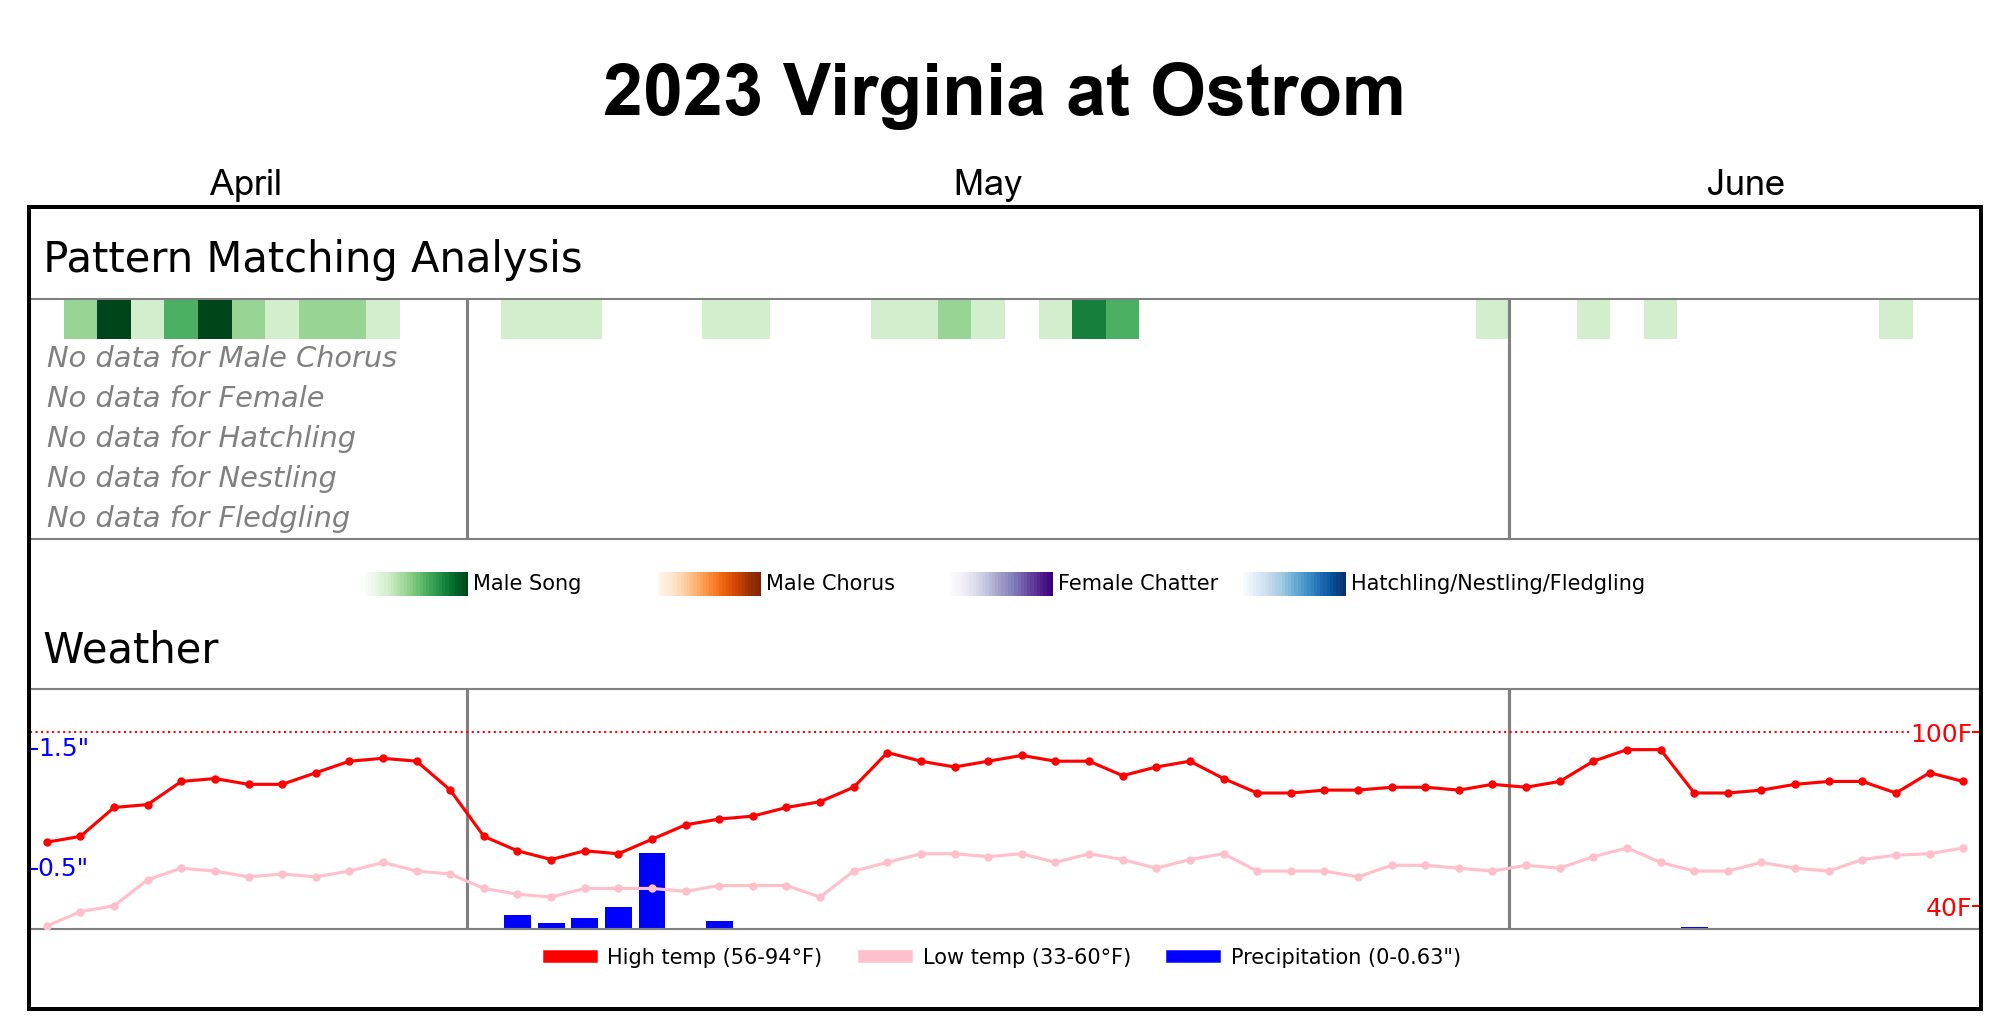 2023 Virginia at Ostrom
April May June
Pattern Matching Analysis
No data for Male Chorus
No data for Female
No data for Hatchling
No data for Nestling
No data for Fledgling
Male Song Male Chorus Female Chatter Hatchling/Nestling/Fledgling
Weather
100F
1.5"
0.5"
40F
High temp (56-94°F) Low temp (33-60°F) Precipitation (0-0.63")